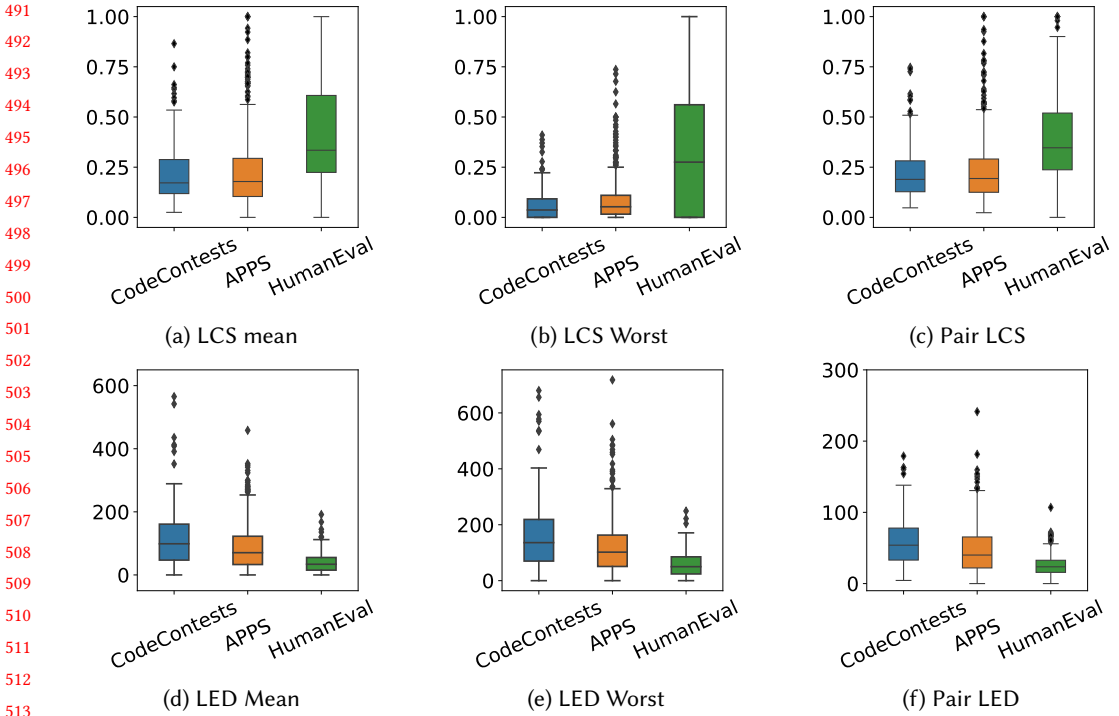 491
492
493
494
495
496
497
498
499
500
501
502
503
504
505
506
507
508
509
510
511
512
513
1.00
0.75
0.50
0.25
0.00
CodeContests
APPS
HumanEval
(a) LCS mean
1.00
0.75
0.50
0.25
0.00
CodeContests
APPS
HumanEval
(b) LCS Worst
1.00
0.75
0.50
0.25
0.00
CodeContests
APPS
HumanEval
(c) Pair LCS
600
400
200
0
CodeContests
APPS
HumanEval
(d) LED Mean
600
400
200
0
CodeContests
APPS
HumanEval
(e) LED Worst
300
200
100
0
CodeContests
APPS
HumanEval
(f) Pair LED